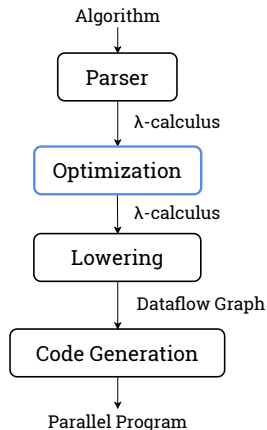 Algorithm
Parser
λ-calculus
Optimization
λ-calculus
Lowering
Dataflow Graph
Code Generation
Parallel Program